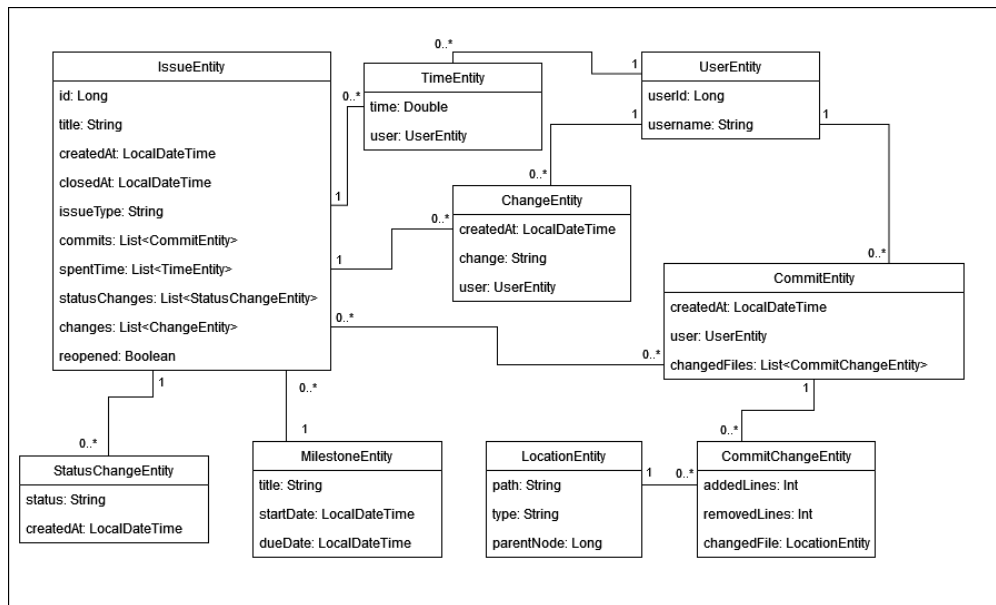 IssueEntity
id: Long
title: String
createdAt: LocalDateTime
closedAt: LocalDateTime
issueType: String
commits: List<CommitEntity>
spentTime: List<TimeEntity>
statusChanges: List<StatusChangeEntity>
changes: List<ChangeEntity>
reopened: Boolean
0..*
1
0..*
TimeEntity
time: Double
user: UserEntity
1
UserEntity
userId: Long
username: String
1
1
0..*
ChangeEntity
createdAt: LocalDateTime
change: String
user: UserEntity
1
0..*
1
0..*
0..*
0..*
CommitEntity
createdAt: LocalDateTime
user: UserEntity
changedFiles: List<CommitChangeEntity>
1
0..*
1
0..*
StatusChangeEntity
status: String
createdAt: LocalDateTime
0..*
1
MilestoneEntity
title: String
startDate: LocalDateTime
dueDate: LocalDateTime
LocationEntity
path: String
type: String
parentNode: Long
1
0..*
CommitChangeEntity
addedLines: Int
removedLines: Int
changedFile: LocationEntity